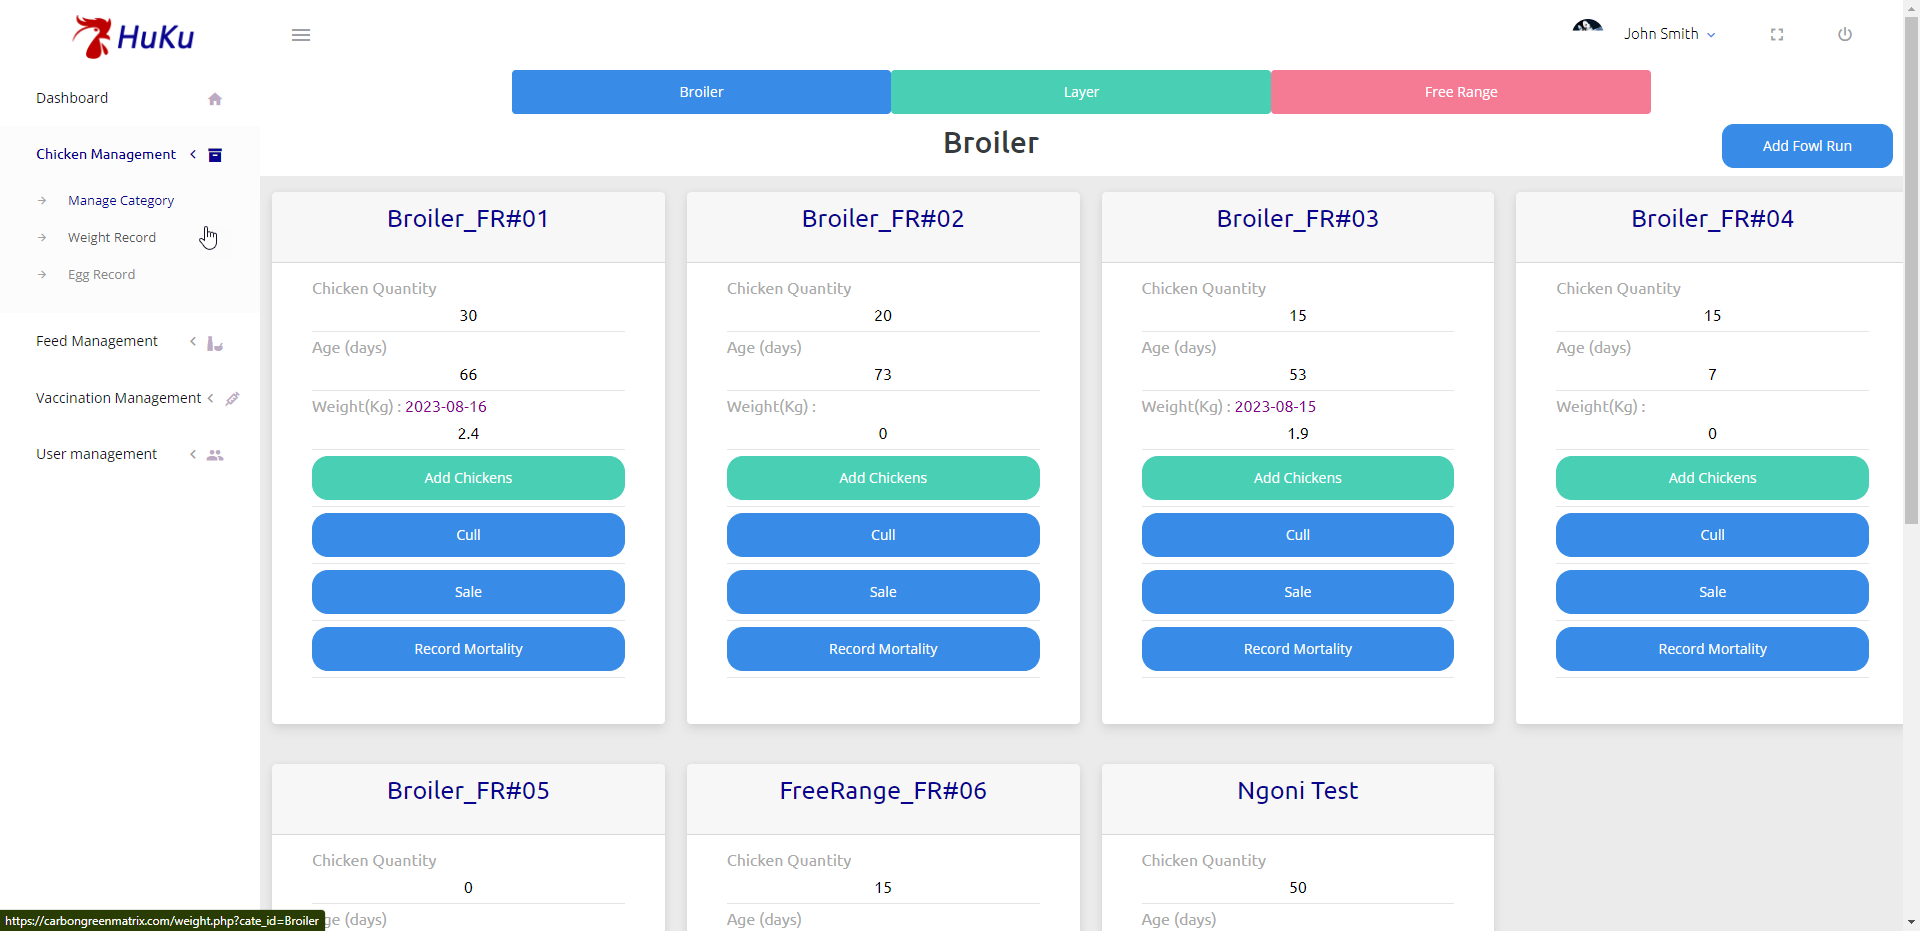 HuKu
John Smith
Dashboard
Chicken Management
Manage Category
Weight Record
Egg Record
Feed Management
Vaccination Management
User management
Broiler
Layer
Free Range
Broiler
Add Fowl Run
Broiler_FR#01
Chicken Quantity
30
Age (days)
66
Weight(Kg) : 2023-08-16
2.4
Add Chickens
Cull
Sale
Record Mortality
Broiler_FR#02
Chicken Quantity
20
Age (days)
73
Weight(Kg) :
0
Add Chickens
Cull
Sale
Record Mortality
Broiler_FR#03
Chicken Quantity
15
Age (days)
53
Weight(Kg) : 2023-08-15
1.9
Add Chickens
Cull
Sale
Record Mortality
Broiler_FR#04
Chicken Quantity
15
Age (days)
7
Weight(Kg) :
0
Add Chickens
Cull
Sale
Record Mortality
Broiler_FR#05
Chicken Quantity
0
ge (days)
FreeRange_FR#06
Chicken Quantity
15
Age (days)
Ngoni Test
Chicken Quantity
50
Age (days)
https://carbongreenmatrix.com/weight.php?cate_id=Broiler